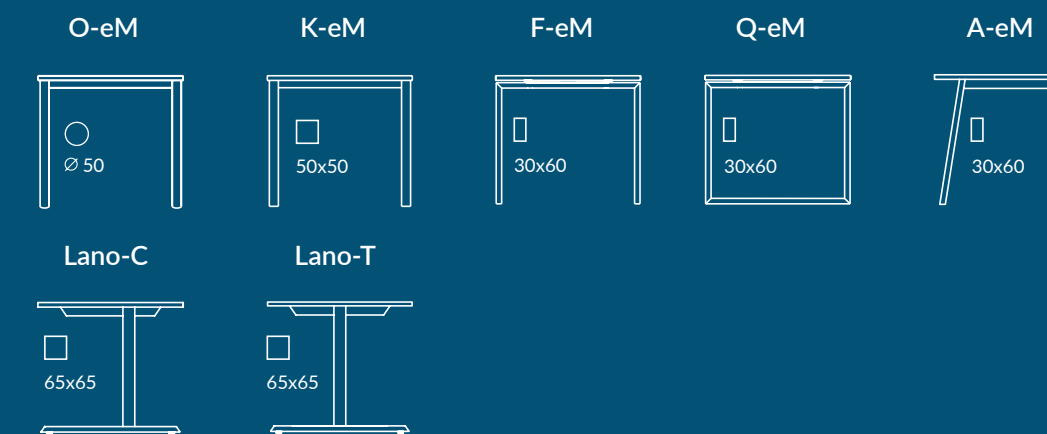 O-eM K-eM F-eM Q-eM A-eM
∅ 50 50x50 30x60 30x60 30x60
Lano-C Lano-T
65x65 65x65